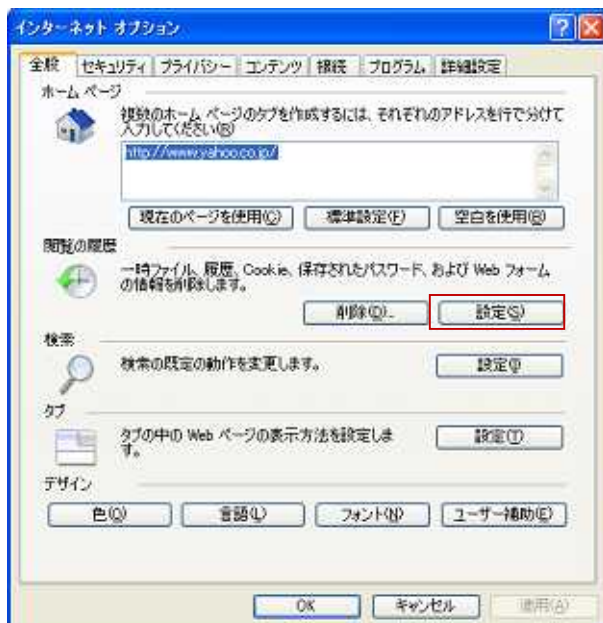 インターネット オプション
全般 セキュリティ プライバシー コンテンツ 接続 プログラム 詳細設定
ホーム ページ
複数のホーム ページのタブを作成するには、それぞれのアドレスを行で分けて
入力してください(R)
http://www.yahoo.co.jp/
現在のページを使用(C) 標準設定(F) 空白を使用(B)
閲覧の履歴
一時ファイル、履歴、Cookie、保存されたパスワード、および Web フォーム
の情報を削除します。
削除(D)... 設定(S)
検索
検索の既定の動作を変更します。 設定(I)
タブ
タブの中の Web ページの表示方法を設定しま
す。
設定(T)
デザイン
色(O) 言語(L) フォント(N) ユーザー補助(E)
OK キャンセル 適用(A)